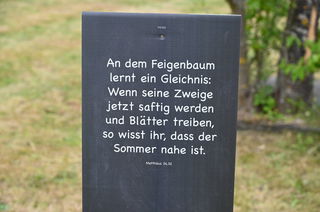 An dem Feigenbaum
lernt ein Gleichnis:
Wenn seine Zweige
jetzt saftig werden
und Blätter treiben,
so wisst ihr, dass der
Sommer nahe ist.